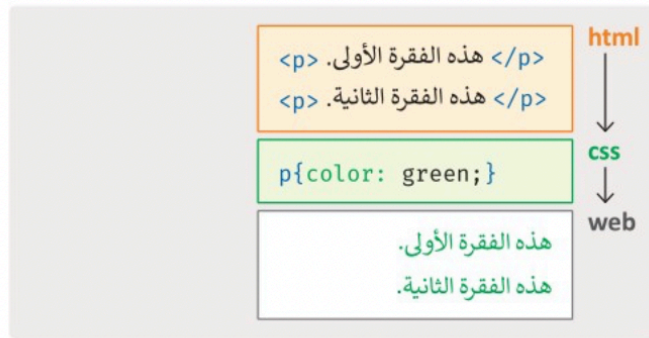 html
<p> هذه الفقرة الأولى. </p>
<p> هذه الفقرة الثانية. </p>
css
p{color: green;}
web
هذه الفقرة الأولى.
هذه الفقرة الثانية.